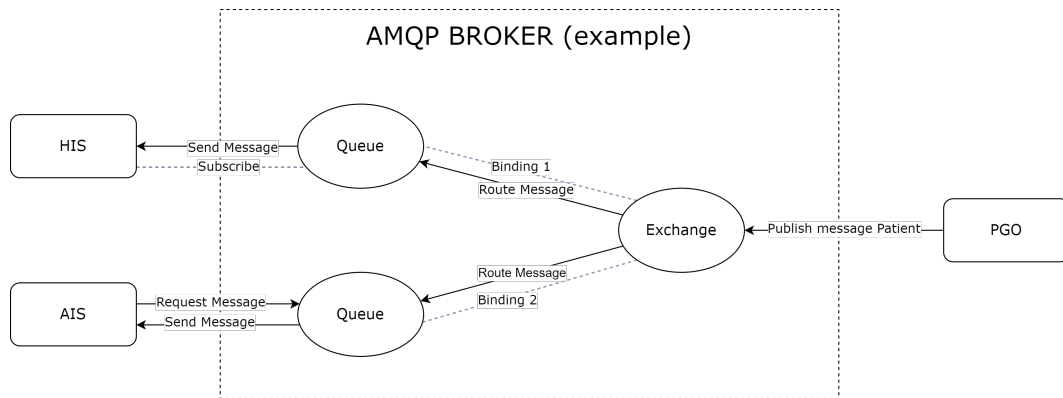 AMQP BROKER (example)
HIS
Send Message
Subscribe
Queue
Binding 1
Route Message
Exchange
Publish message Patient
PGO
AIS
Request Message
Send Message
Queue
Route Message
Binding 2